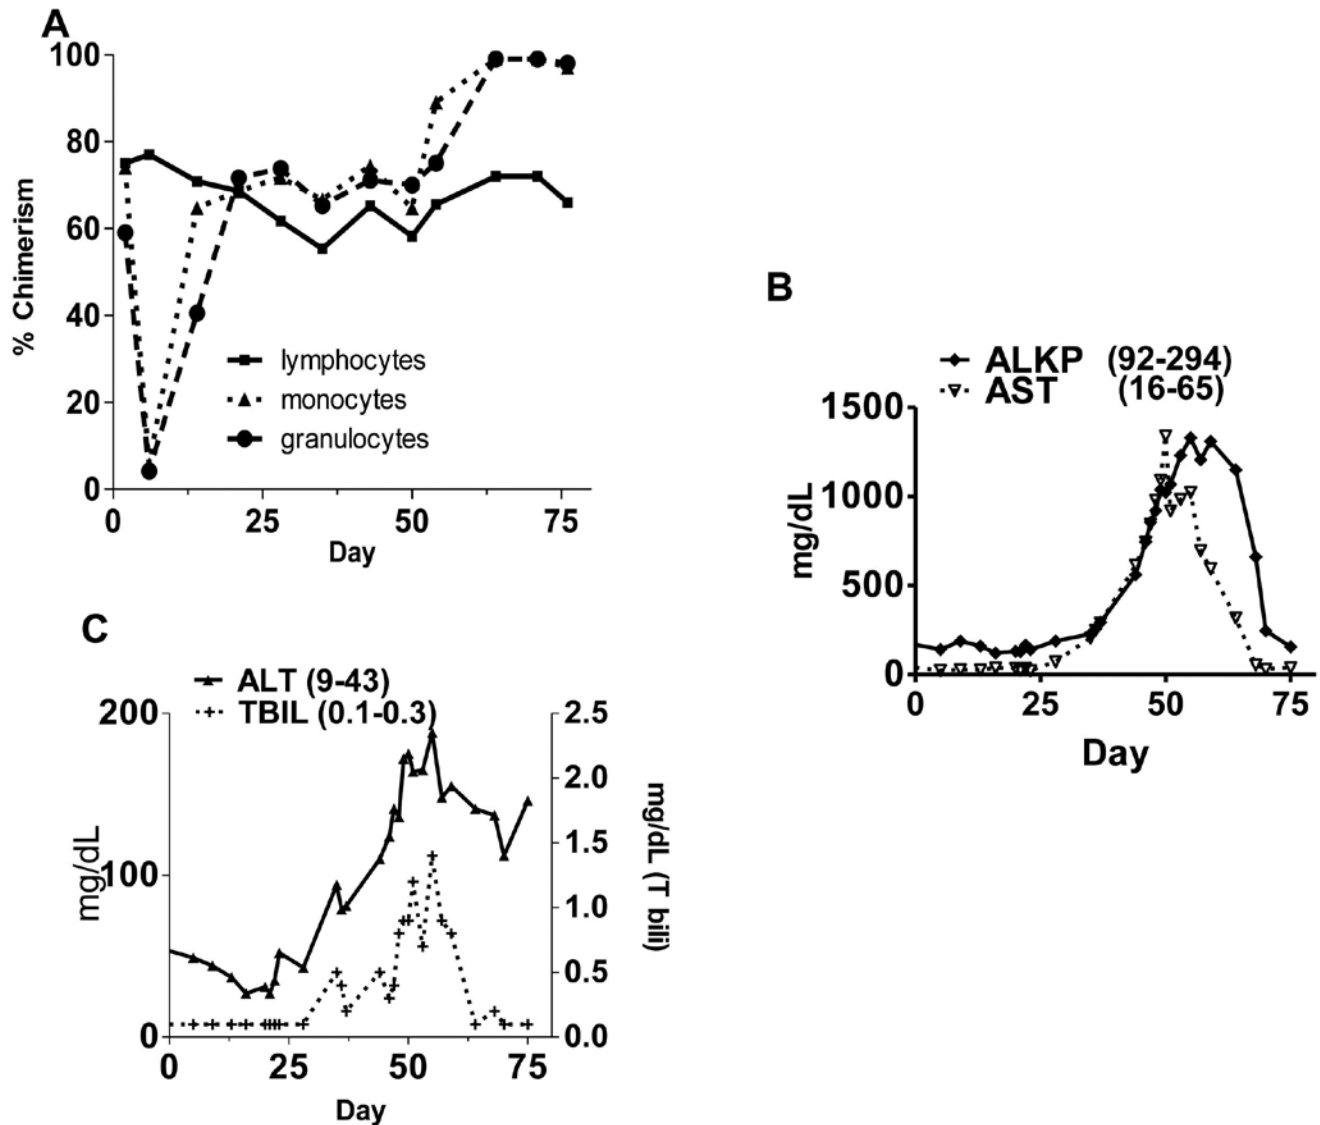 A
100
80
60
40
20
0
% Chimerism
lymphocytes
monocytes
granulocytes
0 25 50 75
Day
B
ALKP (92-294)
AST (16-65)
1500
1000
500
0
mg/dL
0 25 50 75
Day
C
ALT (9-43)
TBIL (0.1-0.3)
200
100
0
mg/dL
2.5
2.0
1.5
1.0
0.5
0.0
mg/dL (T bili)
0 25 50 75
Day